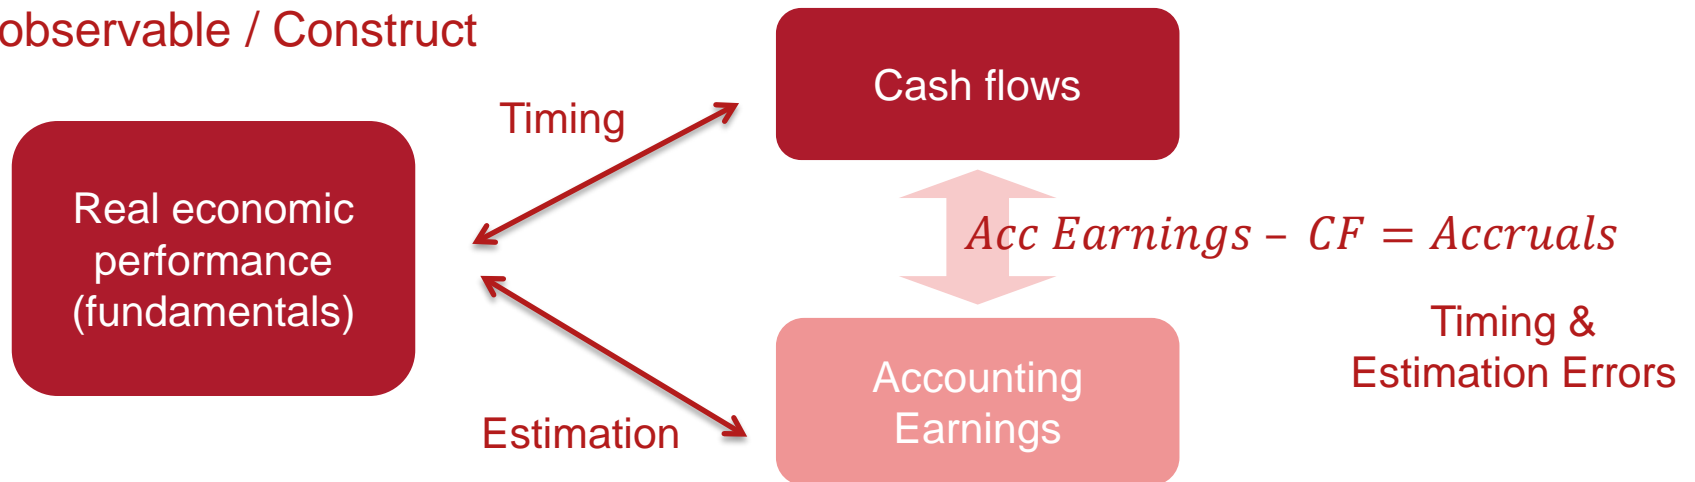 observable / Construct
Cash flows
Timing
Real economic
performance
(fundamentals)
Acc Earnings – CF = Accruals
Timing &
Estimation Errors
Accounting
Earnings
Estimation